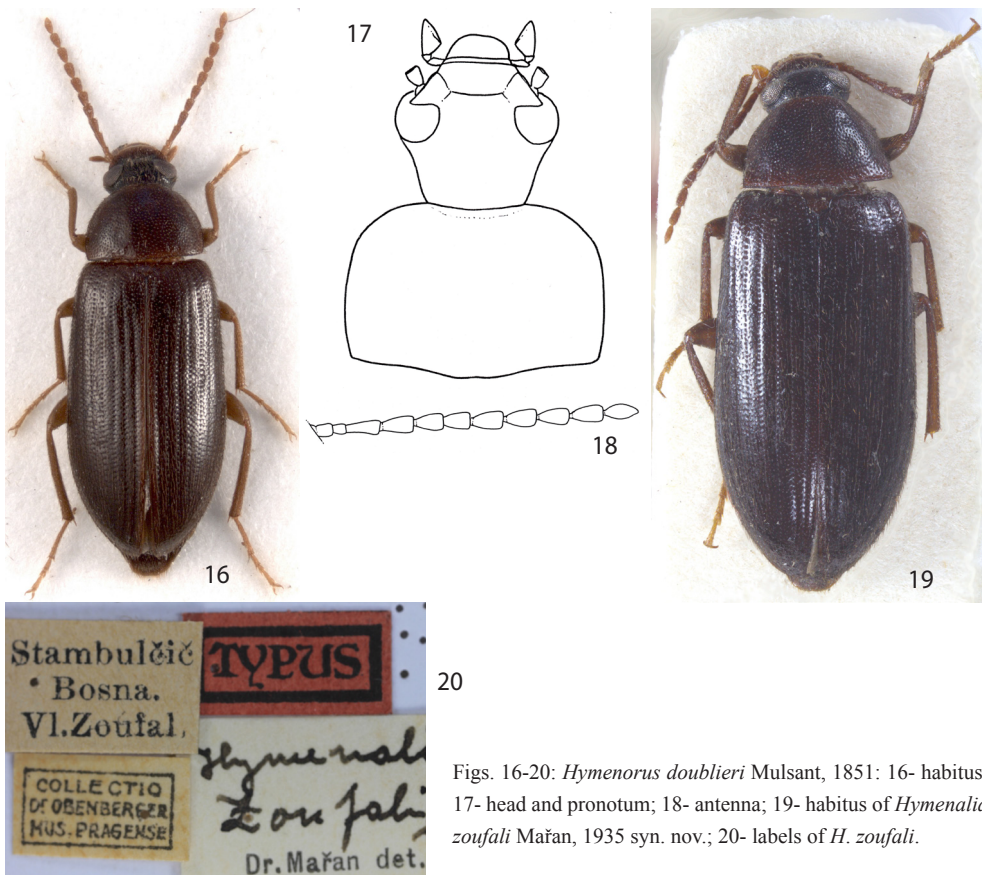 16
17
18
19
Stambulčič
Bosna.
Vl.Zoufal.
TYPUS
COLLECTIO
Dr OBENBERGER
MUS. PRAGENSE
Zoufali
Dr. Mařan det.
20
Figs. 16-20: Hymenorus doublieri Mulsant, 1851: 16- habitus
17- head and pronotum; 18- antenna; 19- habitus of Hymenalia
zoufali Mařan, 1935 syn. nov.; 20- labels of H. zoufali.